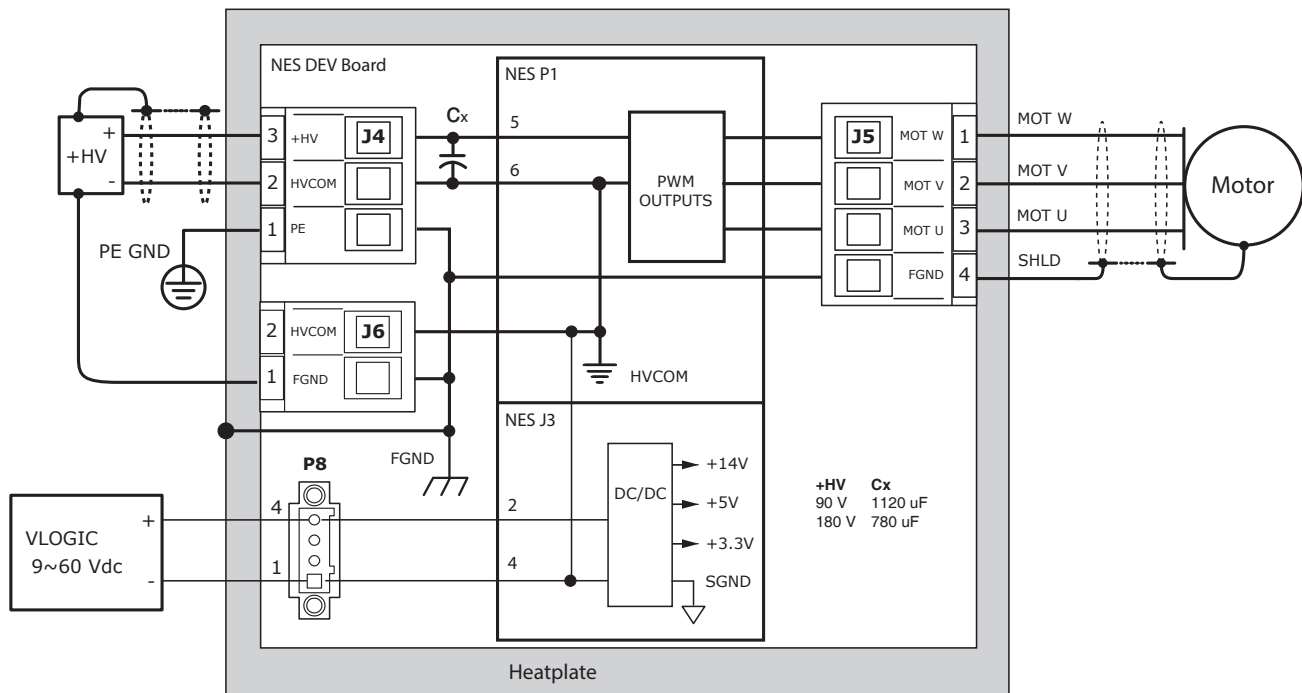 NES DEV Board
NES P1
Cx
+
+HV
-
3 +HV J4
2 HVCOM
1 PE
PE GND
5
6
PWM
OUTPUTS
J5 MOT W 1
MOT V 2
MOT U 3
FGND 4
MOT W
MOT V
MOT U
SHLD
Motor
2 HVCOM J6
1 FGND
HVCOM
FGND
NES J3
P8
4
1
VLOGIC
9~60 Vdc
+
-
2
4
DC/DC
+14V
+5V
+3.3V
SGND
+HV Cx
90 V 1120 uF
180 V 780 uF
Heatplate